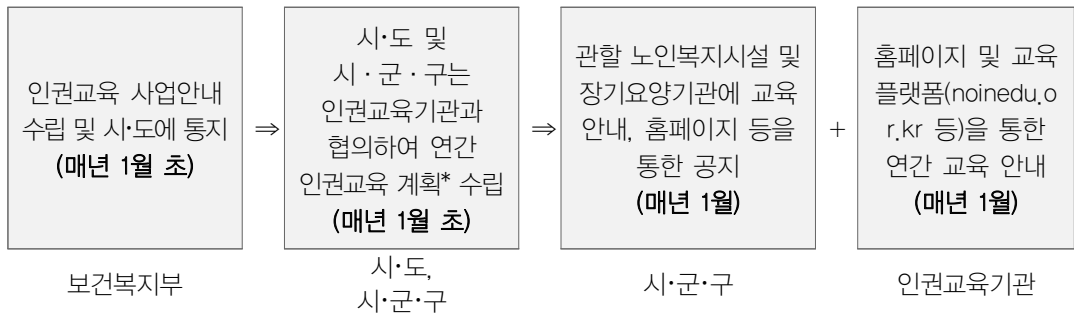 인권교육 사업안내
수립 및 시·도에 통지
(매년 1월 초)
⇒
시·도 및
시·군·구는
인권교육기관과
협의하여 연간
인권교육 계획* 수립
(매년 1월 초)
⇒
관할 노인복지시설 및
장기요양기관에 교육
안내, 홈페이지 등을
통한 공지
(매년 1월)
+
홈페이지 및 교육
플랫폼(noinedu.o
r.kr 등)을 통한
연간 교육 안내
(매년 1월)
보건복지부
시·도,
시·군·구
시·군·구
인권교육기관